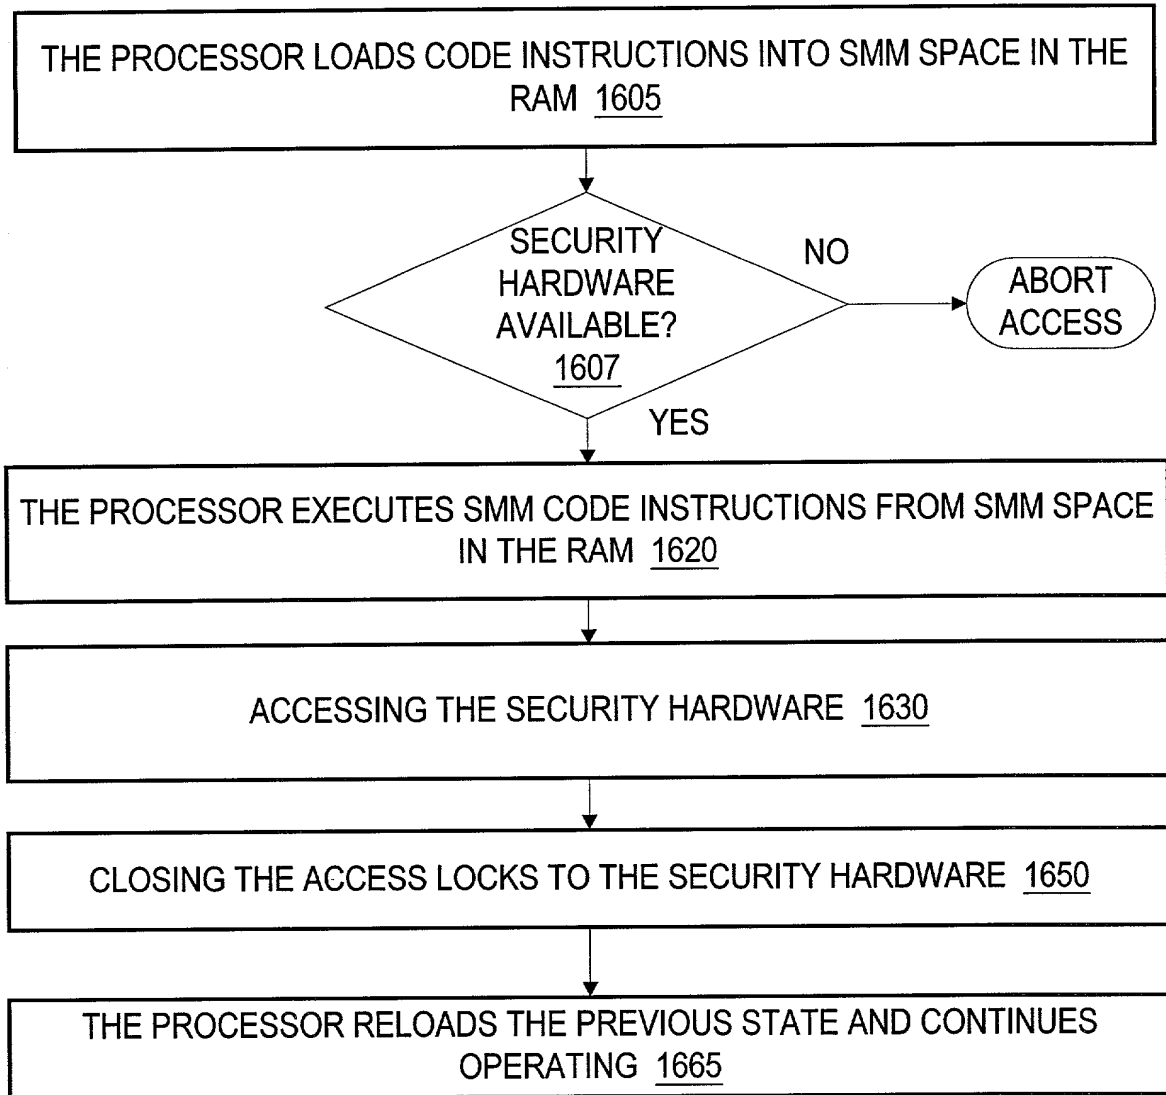 THE PROCESSOR LOADS CODE INSTRUCTIONS INTO SMM SPACE IN THE
RAM 1605
SECURITY
HARDWARE
AVAILABLE?
1607
NO
ABORT
ACCESS
YES
THE PROCESSOR EXECUTES SMM CODE INSTRUCTIONS FROM SMM SPACE
IN THE RAM 1620
ACCESSING THE SECURITY HARDWARE 1630
CLOSING THE ACCESS LOCKS TO THE SECURITY HARDWARE 1650
THE PROCESSOR RELOADS THE PREVIOUS STATE AND CONTINUES
OPERATING 1665